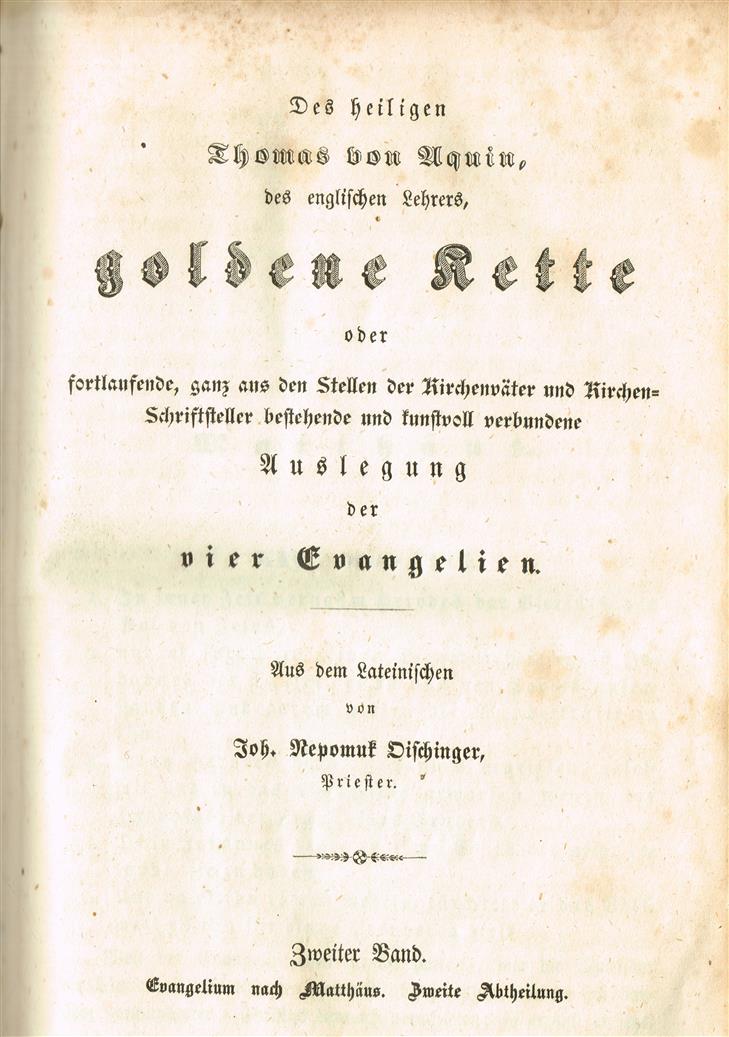 Des heiligen
Thomas von Aquin,
des englischen Lehrers,
goldene Kette
oder
fortlaufende, ganz aus den Stellen der Kirchenväter und Kirchen=
Schriftsteller bestehende und kunstvoll verbundene
Auslegung
der
vier Evangelien.
Aus dem Lateinischen
von
Joh. Nepomuk Oischinger,
Priester.
Zweiter Band.
Evangelium nach Matthäus. Zweite Abtheilung.